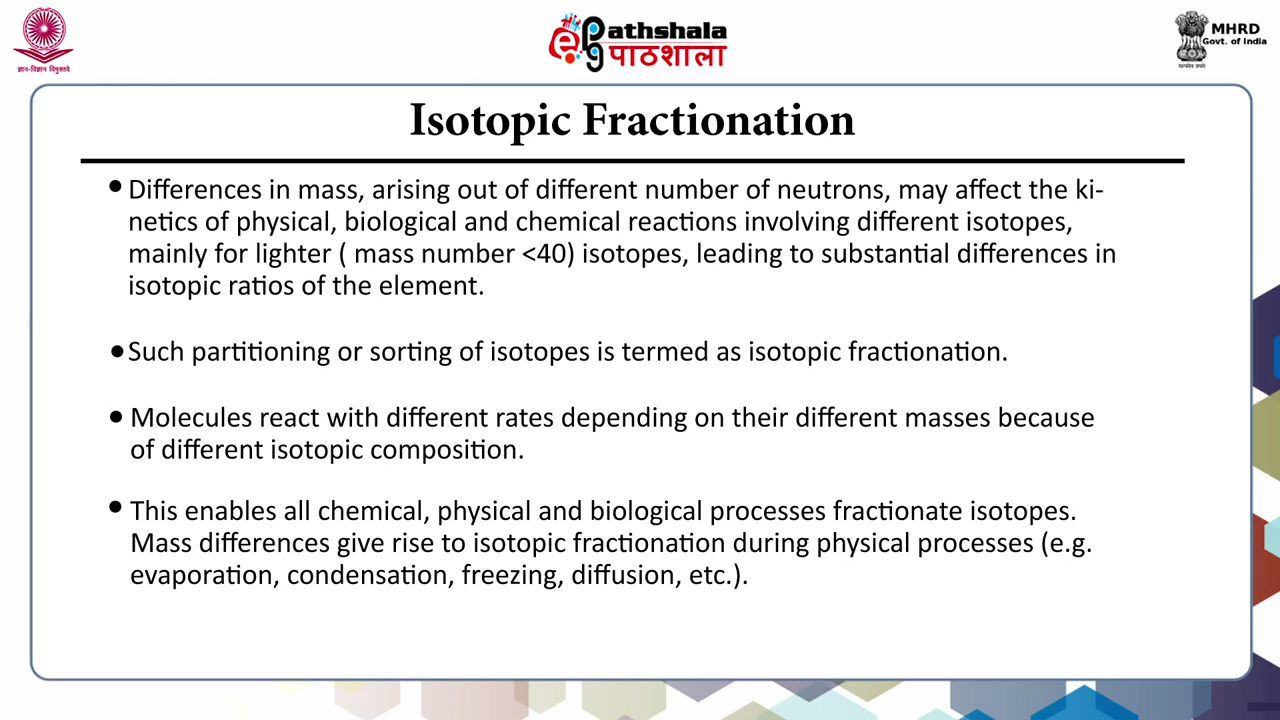 ज्ञान-विज्ञान विमुक्तये
ePgathshala
पाठशाला
MHRD
Govt. of India
सत्यमेव जयते
Isotopic Fractionation
• Differences in mass, arising out of different number of neutrons, may affect the ki-
netics of physical, biological and chemical reactions involving different isotopes,
mainly for lighter ( mass number <40) isotopes, leading to substantial differences in
isotopic ratios of the element.
• Such partitioning or sorting of isotopes is termed as isotopic fractionation.
• Molecules react with different rates depending on their different masses because
of different isotopic composition.
• This enables all chemical, physical and biological processes fractionate isotopes.
Mass differences give rise to isotopic fractionation during physical processes (e.g.
evaporation, condensation, freezing, diffusion, etc.).